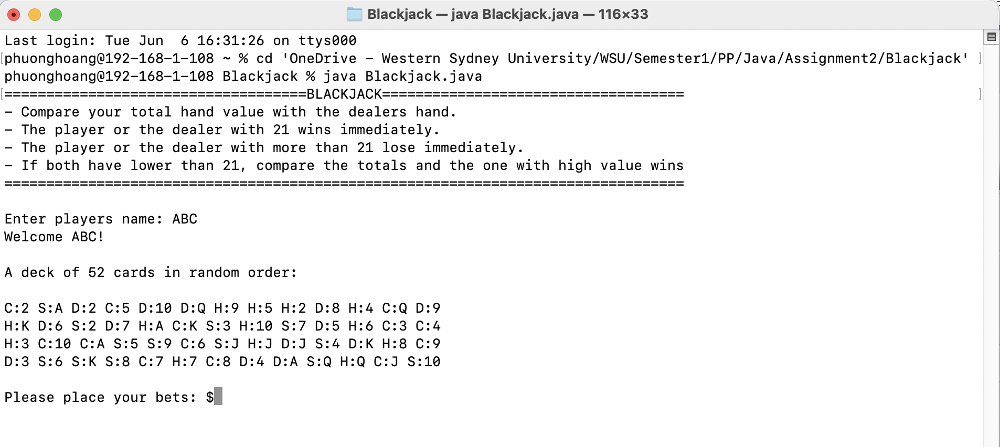 Blackjack — java Blackjack.java — 116×33
Last login: Tue Jun  6 16:31:26 on ttys000
[phuonghoang@192-168-1-108 ~ % cd 'OneDrive - Western Sydney University/WSU/Semester1/PP/Java/Assignment2/Blackjack' ]
phuonghoang@192-168-1-108 Blackjack % java Blackjack.java
[====================================BLACKJACK==================================== ]
- Compare your total hand value with the dealers hand.
- The player or the dealer with 21 wins immediately.
- The player or the dealer with more than 21 lose immediately.
- If both have lower than 21, compare the totals and the one with high value wins
=================================================================================
Enter players name: ABC
Welcome ABC!
A deck of 52 cards in random order:
C:2 S:A D:2 C:5 D:10 D:Q H:9 H:5 H:2 D:8 H:4 C:Q D:9
H:K D:6 S:2 D:7 H:A C:K S:3 H:10 S:7 D:5 H:6 C:3 C:4
H:3 C:10 C:A S:5 S:9 C:6 S:J H:J D:J S:4 D:K H:8 C:9
D:3 S:6 S:K S:8 C:7 H:7 C:8 D:4 D:A S:Q H:Q C:J S:10
Please place your bets: $